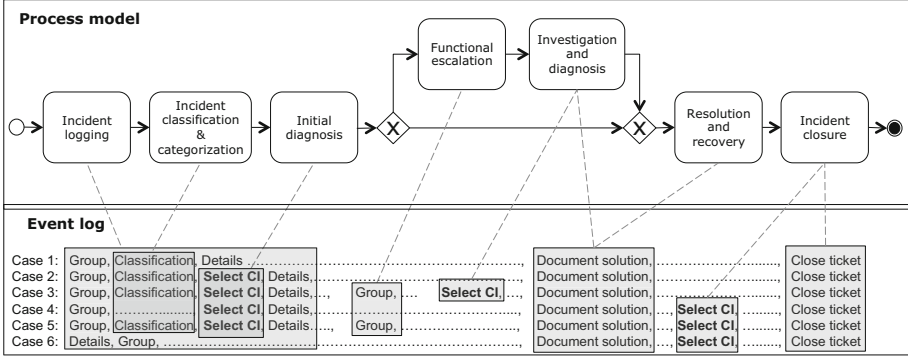 Process model
Functional
escalation
Investigation
and
diagnosis
Incident
logging
Incident
classification
&
categorization
Initial
diagnosis
X
X
Resolution
and
recovery
Incident
closure
Event log
Case 1: Group, Classification, Details ........................................................................, Document solution, ...................................., Close ticket
Case 2: Group, Classification, Select CI, Details,..................................................., Document solution, ...................................., Close ticket
Case 3: Group, Classification, Select CI, Details...., Group, .... Select CI, ...., Document solution, ...................................., Close ticket
Case 4: Group, Select CI, Details...................................................., Document solution, ...., Select CI, ........., Close ticket
Case 5: Group, Classification, Select CI, Details...., Group,.............................., Document solution, ...., Select CI, ........., Close ticket
Case 6: Details, Group, ............................................................................................, Document solution, ...., Select CI, ........., Close ticket